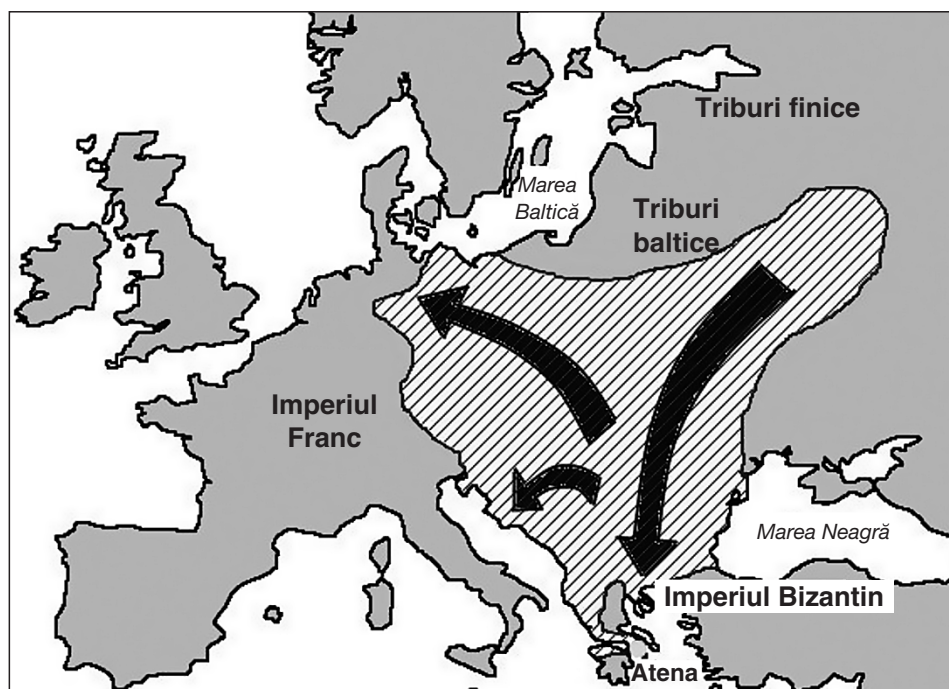 Triburi finice
Marea
Baltică
Triburi
baltice
Imperiul
Franc
Marea Neagră
Imperiul Bizantin
Atena